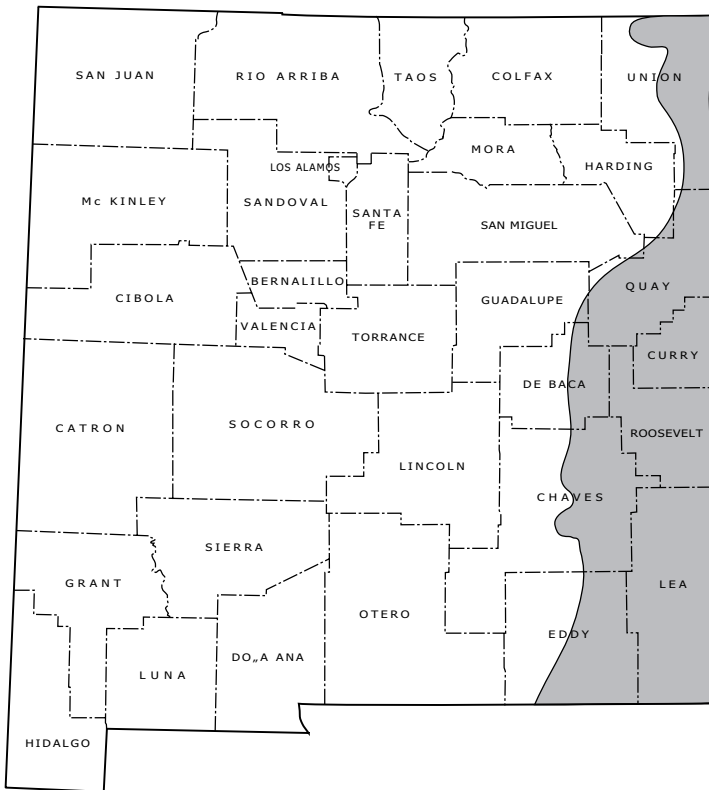 SAN JUAN
RIO ARRIBA
TAOS
COLFAX
UNION
MORA
HARDING
LOS ALAMOS
Mc KINLEY
SANDOVAL
SANTA
FE
SAN MIGUEL
BERNALILLO
QUAY
CIBOLA
GUADALUPE
VALENCIA
TORRANCE
CURRY
DE BACA
CATRON
SOCORRO
ROOSEVELT
LINCOLN
CHAVES
SIERRA
GRANT
LEA
OTERO
EDDY
DO„A ANA
LUNA
HIDALGO